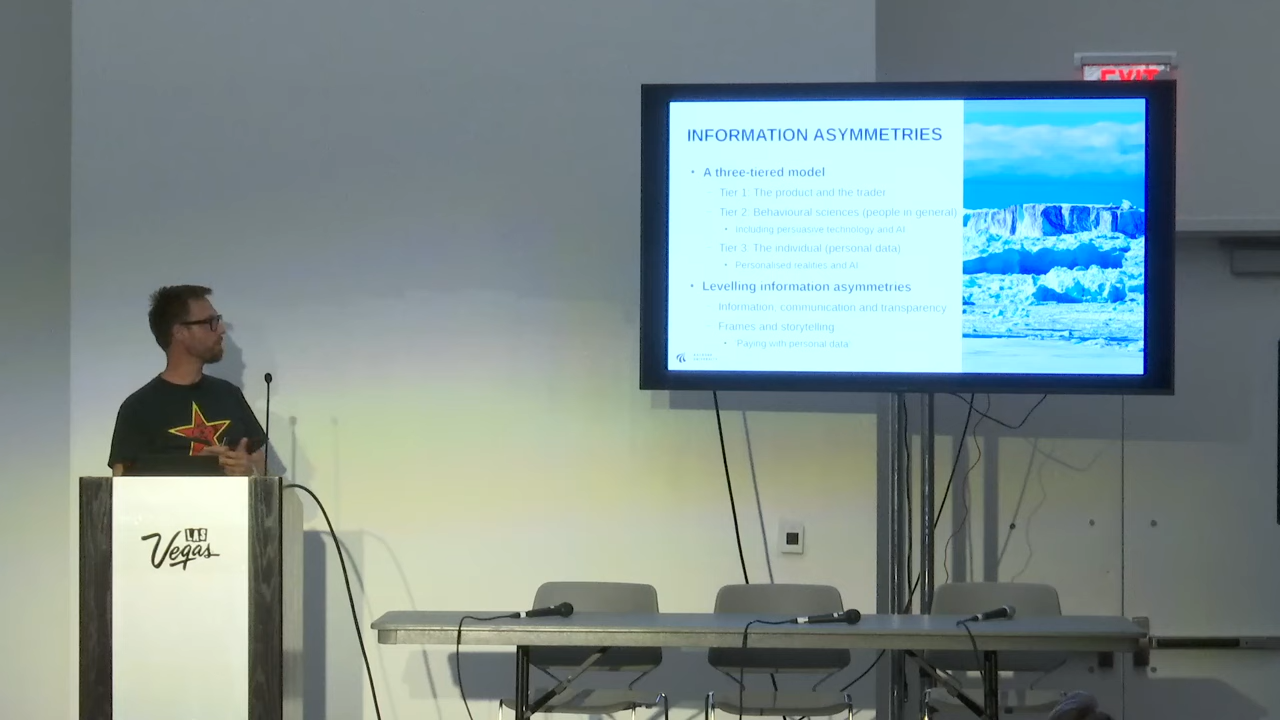 EXIT
INFORMATION ASYMMETRIES
• A three-tiered model
Tier 1: The product and the trader
Tier 2: Behavioural sciences (people in general)
• Including persuasive technology and AI
Tier 3: The individual (personal data)
• Personalised realities and AI
• Levelling information asymmetries
Information, communication and transparency
Frames and storytelling
• Paying with personal data
LAS
Vegas